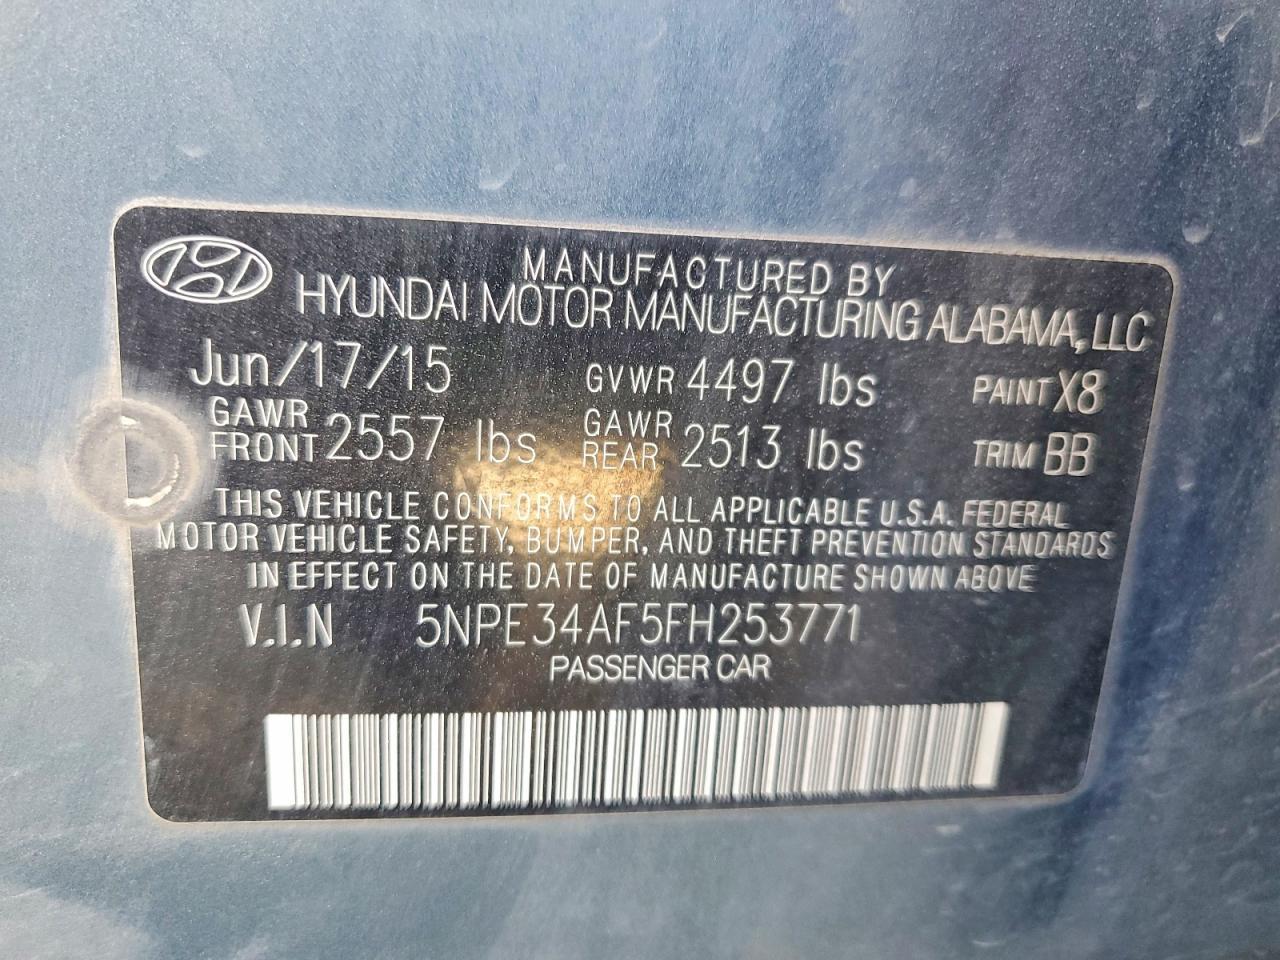 MANUFACTURED BY
HYUNDAI MOTOR MANUFACTURING ALABAMA, LLC
Jun/17/15 GVWR 4497 lbs PAINT X8
GAWR FRONT 2557 lbs GAWR REAR 2513 lbs TRIM BB
THIS VEHICLE CONFORMS TO ALL APPLICABLE U.S.A. FEDERAL
MOTOR VEHICLE SAFETY, BUMPER, AND THEFT PREVENTION STANDARDS
IN EFFECT ON THE DATE OF MANUFACTURE SHOWN ABOVE
V.I.N 5NPE34AF5FH253771
PASSENGER CAR